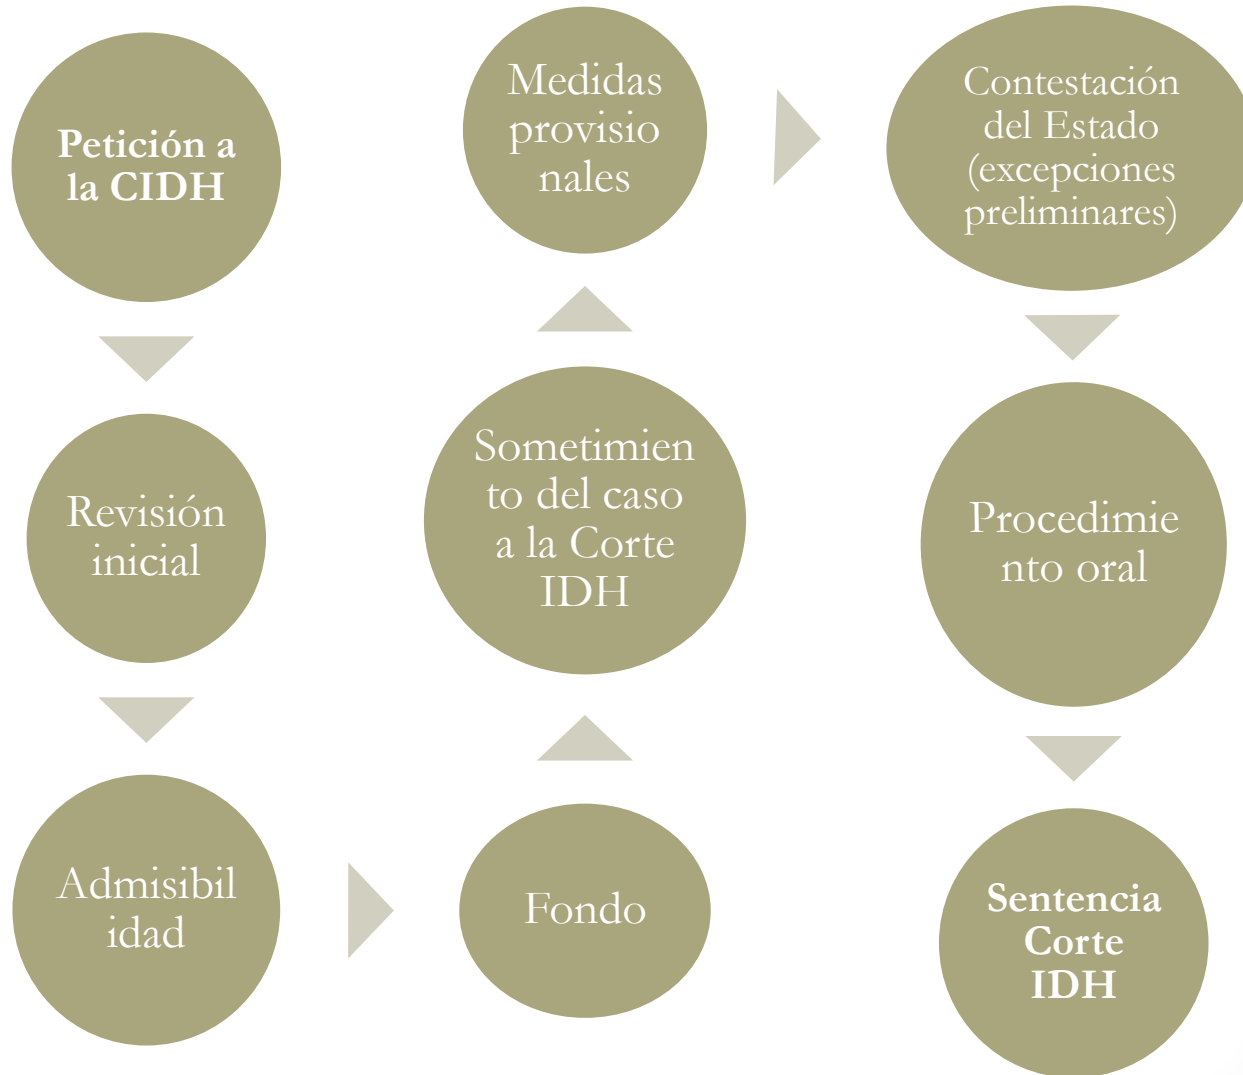 Petición a
la CIDH
Revisión
inicial
Admisibil
idad
Fondo
Sometimien
to del caso
a la Corte
IDH
Medidas
provisio
nales
Contestación
del Estado
(excepciones
preliminares)
Procedimie
nto oral
Sentencia
Corte
IDH